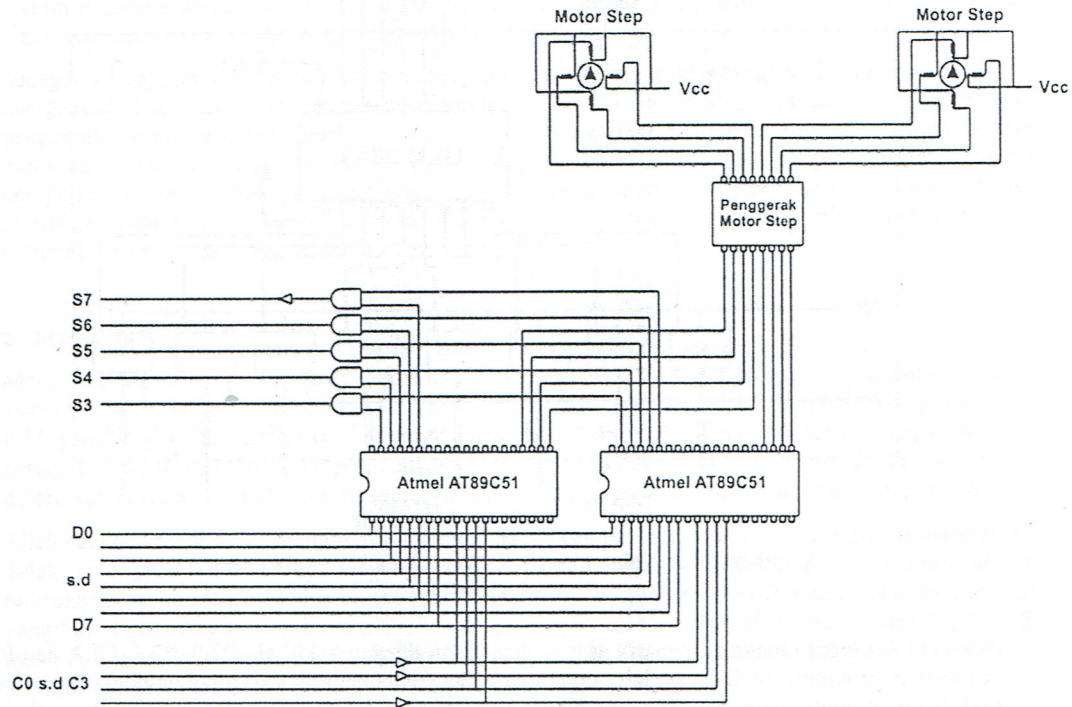 Motor Step
Motor Step
Vcc
Vcc
Penggerak
Motor Step
S7
S6
S5
S4
S3
Atmel AT89C51
Atmel AT89C51
D0
s.d
D7
C0 s.d C3